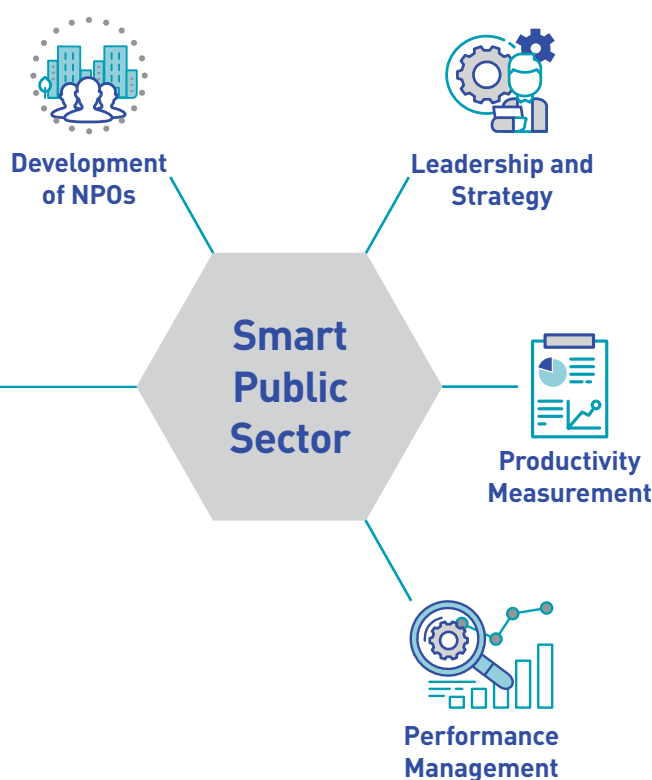 Development
of NPOs
Leadership and
Strategy
Smart
Public
Sector
Productivity
Measurement
Performance
Management